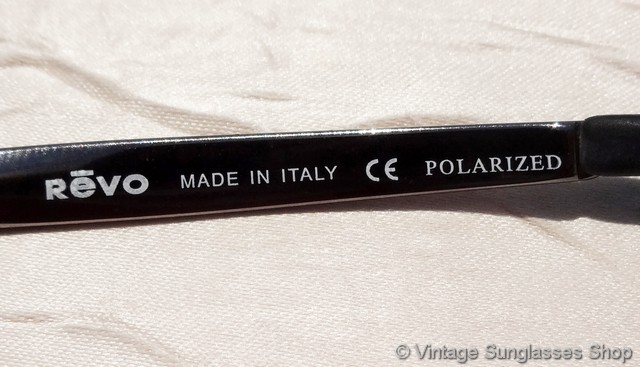 RēVO MADE IN ITALY CE POLARIZED
© Vintage Sunglasses Shop